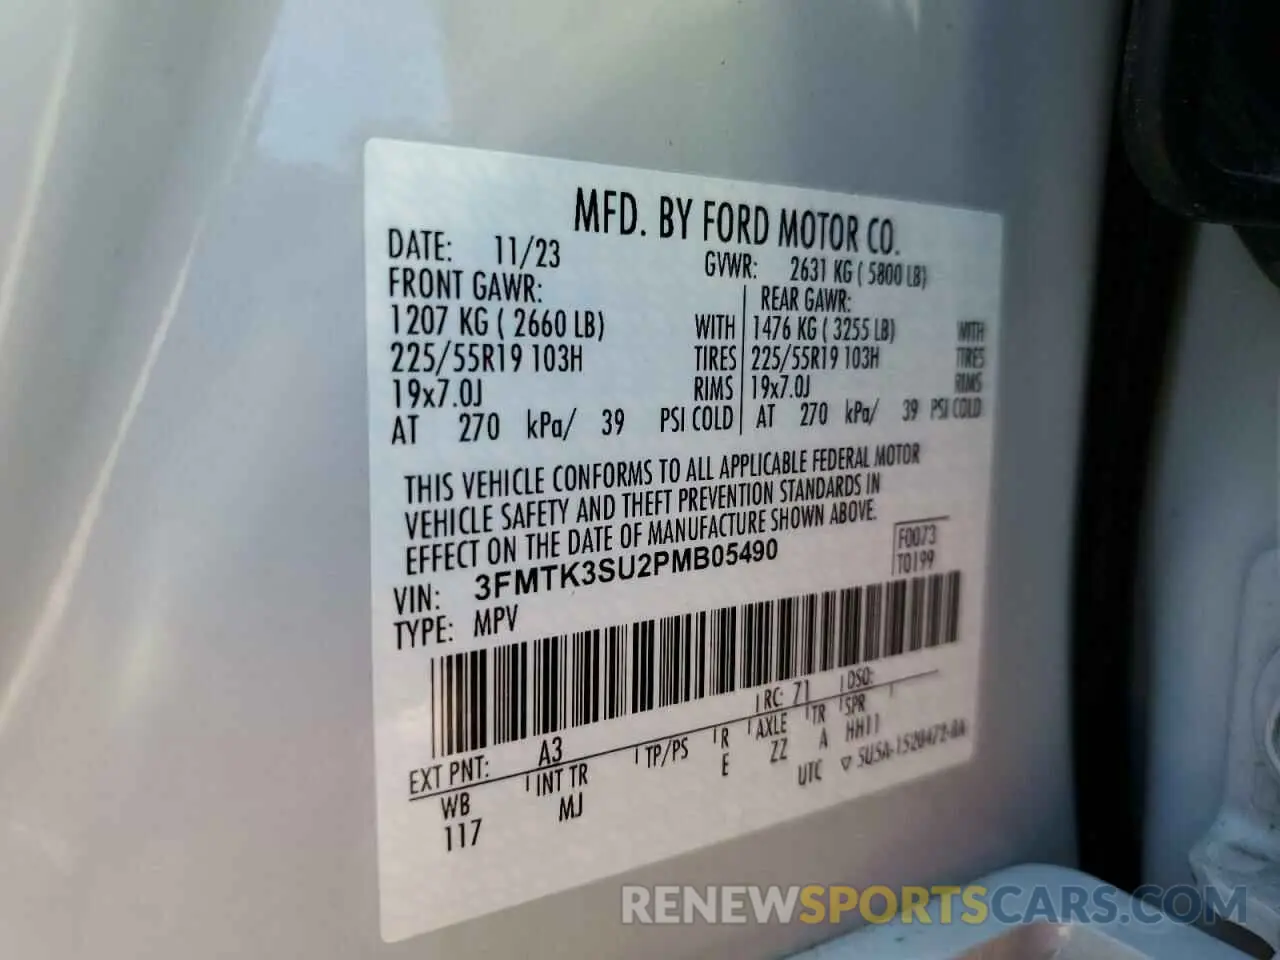 MFD. BY FORD MOTOR CO.
DATE: 11/23 GVWR: 2631 KG ( 5800 LB)
FRONT GAWR: REAR GAWR:
1207 KG ( 2660 LB) WITH 1476 KG ( 3255 LB) WITH
225/55R19 103H TIRES 225/55R19 103H TIRES
19x7.0J RIMS 19x7.0J RIMS
AT 270 kPa/ 39 PSI COLD AT 270 kPa/ 39 PSI COLD
THIS VEHICLE CONFORMS TO ALL APPLICABLE FEDERAL MOTOR
VEHICLE SAFETY AND THEFT PREVENTION STANDARDS IN
EFFECT ON THE DATE OF MANUFACTURE SHOWN ABOVE.
F0073
VIN: 3FMTK3SU2PMB05490 T0199
TYPE: MPV
EXT PNT: A3 RC: 71 DSO:
WB INT TR TP/PS R AXLE TR SPR
117 MJ E ZZ A HH11
UTC ▽ 5U5A-1520472-0A
RENEWSPORTSCARS.COM